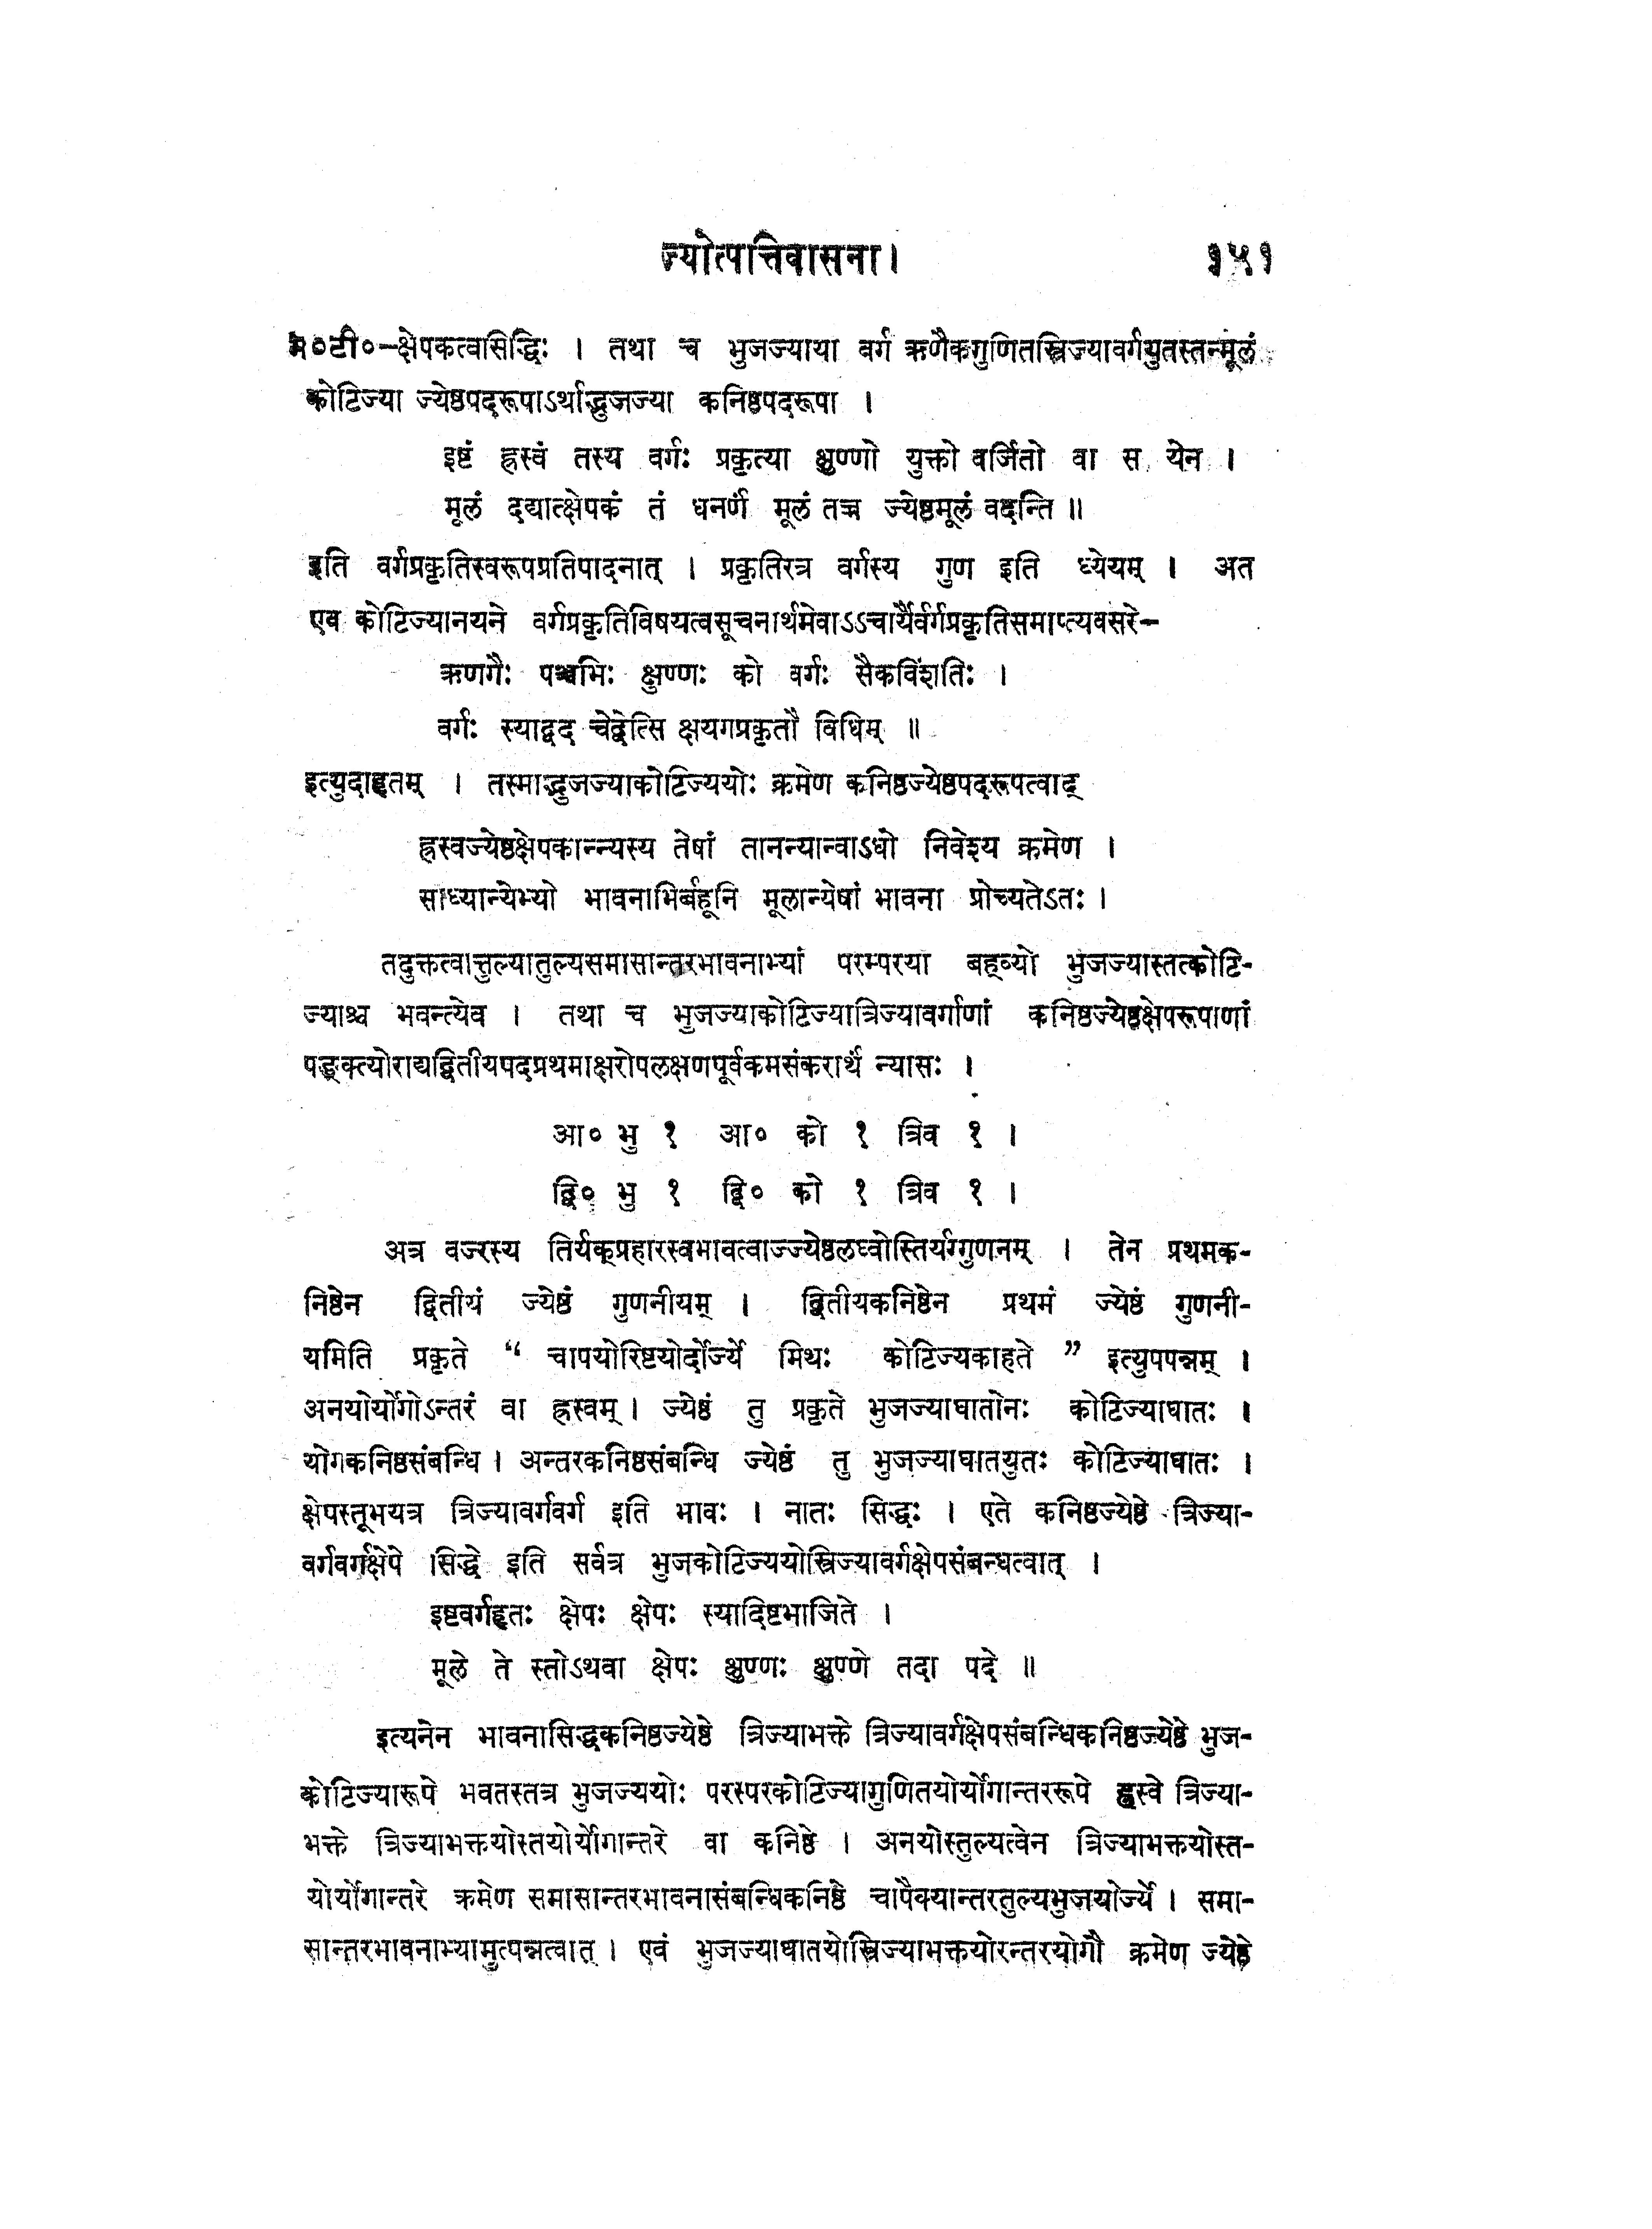 ज्योत्पात्तिवासना। १५१
म०टी०-क्षेपकत्वासिद्धिः । तथा च भुजज्याया वर्ग ऋणैकगुणितस्त्रिज्यावर्गयुतस्तन्मूलं
कोटिज्या ज्येष्ठपदरूपाऽर्थाद्भुजज्या कनिष्ठपदरूपा ।
इष्टं ह्रस्वं तस्य वर्गः प्रकृत्या क्षुण्णो युक्तो वर्जितो वा स येन ।
मूलं दद्यात्क्षेपकं तं धनर्णं मूलं तच्च ज्येष्ठमूलं वदन्ति ॥
इति वर्गप्रकृतिस्वरूपप्रतिपादनात् । प्रकृतिरत्र वर्गस्य गुण इति ध्येयम् । अत
एव कोटिज्यानयने वर्गप्रकृतिविषयत्वसूचनार्थमेवाऽऽचार्यैर्वर्गप्रकृतिसमाप्त्यवसरे-
ऋणगैः पञ्चभिः क्षुण्णः को वर्गः सैकविंशतिः ।
वर्गः स्याद्वद चेद्वेत्सि क्षयगप्रकृतौ विधिम् ॥
इत्युदाहृतम् । तस्माद्भुजज्याकोटिज्ययोः क्रमेण कनिष्ठज्येष्ठपदरूपत्वाद्
ह्रस्वज्येष्ठक्षेपकान्न्यस्य तेषां तानन्यान्वाऽधो निवेश्य क्रमेण ।
साध्यान्येभ्यो भावनाभिर्बहूनि मूलान्येषां भावना प्रोच्यतेऽतः ।
तदुक्तत्वात्तुल्यातुल्यसमासान्तरभावनाभ्यां परम्परया बह्व्यो भुजज्यास्तत्कोटि-
ज्याश्च भवन्त्येव । तथा च भुजज्याकोटिज्यात्रिज्यावर्गाणां कनिष्ठज्येष्ठक्षेपरूपाणां
पङ्क्त्योराद्यद्वितीयपदप्रथमाक्षरोपलक्षणपूर्वकमसंकरार्थं न्यासः ।
आ० भु १ आ० को १ त्रिव १ ।
द्वि० भु १ द्वि० को १ त्रिव १ ।
अत्र वज्रस्य तिर्यक्प्रहारस्वभावत्वाज्ज्येष्ठलघ्वोस्तिर्यग्गुणनम् । तेन प्रथमक-
निष्ठेन द्वितीयं ज्येष्ठं गुणनीयम् । द्वितीयकनिष्ठेन प्रथमं ज्येष्ठं गुणनी-
यमिति प्रकृते “ चापयोरिष्टयोर्दोर्ज्ये मिथः कोटिज्यकाहते ” इत्युपपन्नम् ।
अनयोर्योगोऽन्तरं वा ह्रस्वम् । ज्येष्ठं तु प्रकृते भुजज्याघातोनः कोटिज्याघातः ।
योगकनिष्ठसंबन्धि । अन्तरकनिष्ठसंबन्धि ज्येष्ठं तु भुजज्याघातयुतः कोटिज्याघातः ।
क्षेपस्तूभयत्र त्रिज्यावर्गवर्ग इति भावः । नातः सिद्धः । एते कनिष्ठज्येष्ठे त्रिज्या-
वर्गवर्गक्षेपे सिद्धे इति सर्वत्र भुजकोटिज्ययोस्त्रिज्यावर्गक्षेपसंबन्धत्वात् ।
इष्टवर्गहृतः क्षेपः क्षेपः स्यादिष्टभाजिते ।
मूले ते स्तोऽथवा क्षेपः क्षुण्णः क्षुण्णे तदा पदे ॥
इत्यनेन भावनासिद्धकनिष्ठज्येष्ठे त्रिज्याभक्ते त्रिज्यावर्गक्षेपसंबन्धिकनिष्ठज्येष्ठे भुज-
कोटिज्यारूपे भवतस्तत्र भुजज्ययोः परस्परकोटिज्यागुणितयोर्योगान्तररूपे ह्रस्वे त्रिज्या-
भक्ते त्रिज्याभक्तयोस्तयोर्योगान्तरे वा कनिष्ठे । अनयोस्तुल्यत्वेन त्रिज्याभक्तयोस्त-
योर्योगान्तरे क्रमेण समासान्तरभावनासंबन्धिकनिष्ठे चापैक्यान्तरतुल्यभुजयोर्ज्ये । समा-
सान्तरभावनाभ्यामुत्पन्नत्वात् । एवं भुजज्याघातयोस्त्रिज्याभक्तयोरन्तरयोगौ क्रमेण ज्येष्ठे